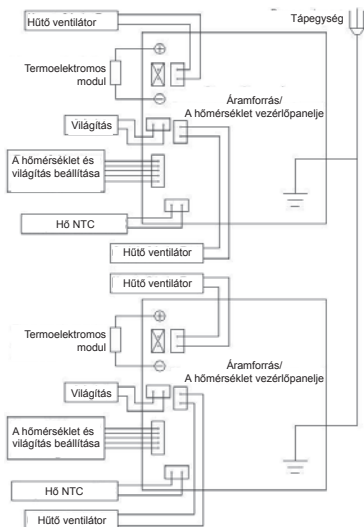 Tápegység
Hűtő ventilátor
Termoelektromos
modul
Áramforrás/
A hőmérséklet vezérlőpanelje
Világítás
A hőmérséklet és
világítás beállítása
Hő NTC
Hűtő ventilátor
Hűtő ventilátor
Termoelektromos
modul
Áramforrás/
A hőmérséklet vezérlőpanelje
Világítás
A hőmérséklet és
világítás beállítása
Hő NTC
Hűtő ventilátor